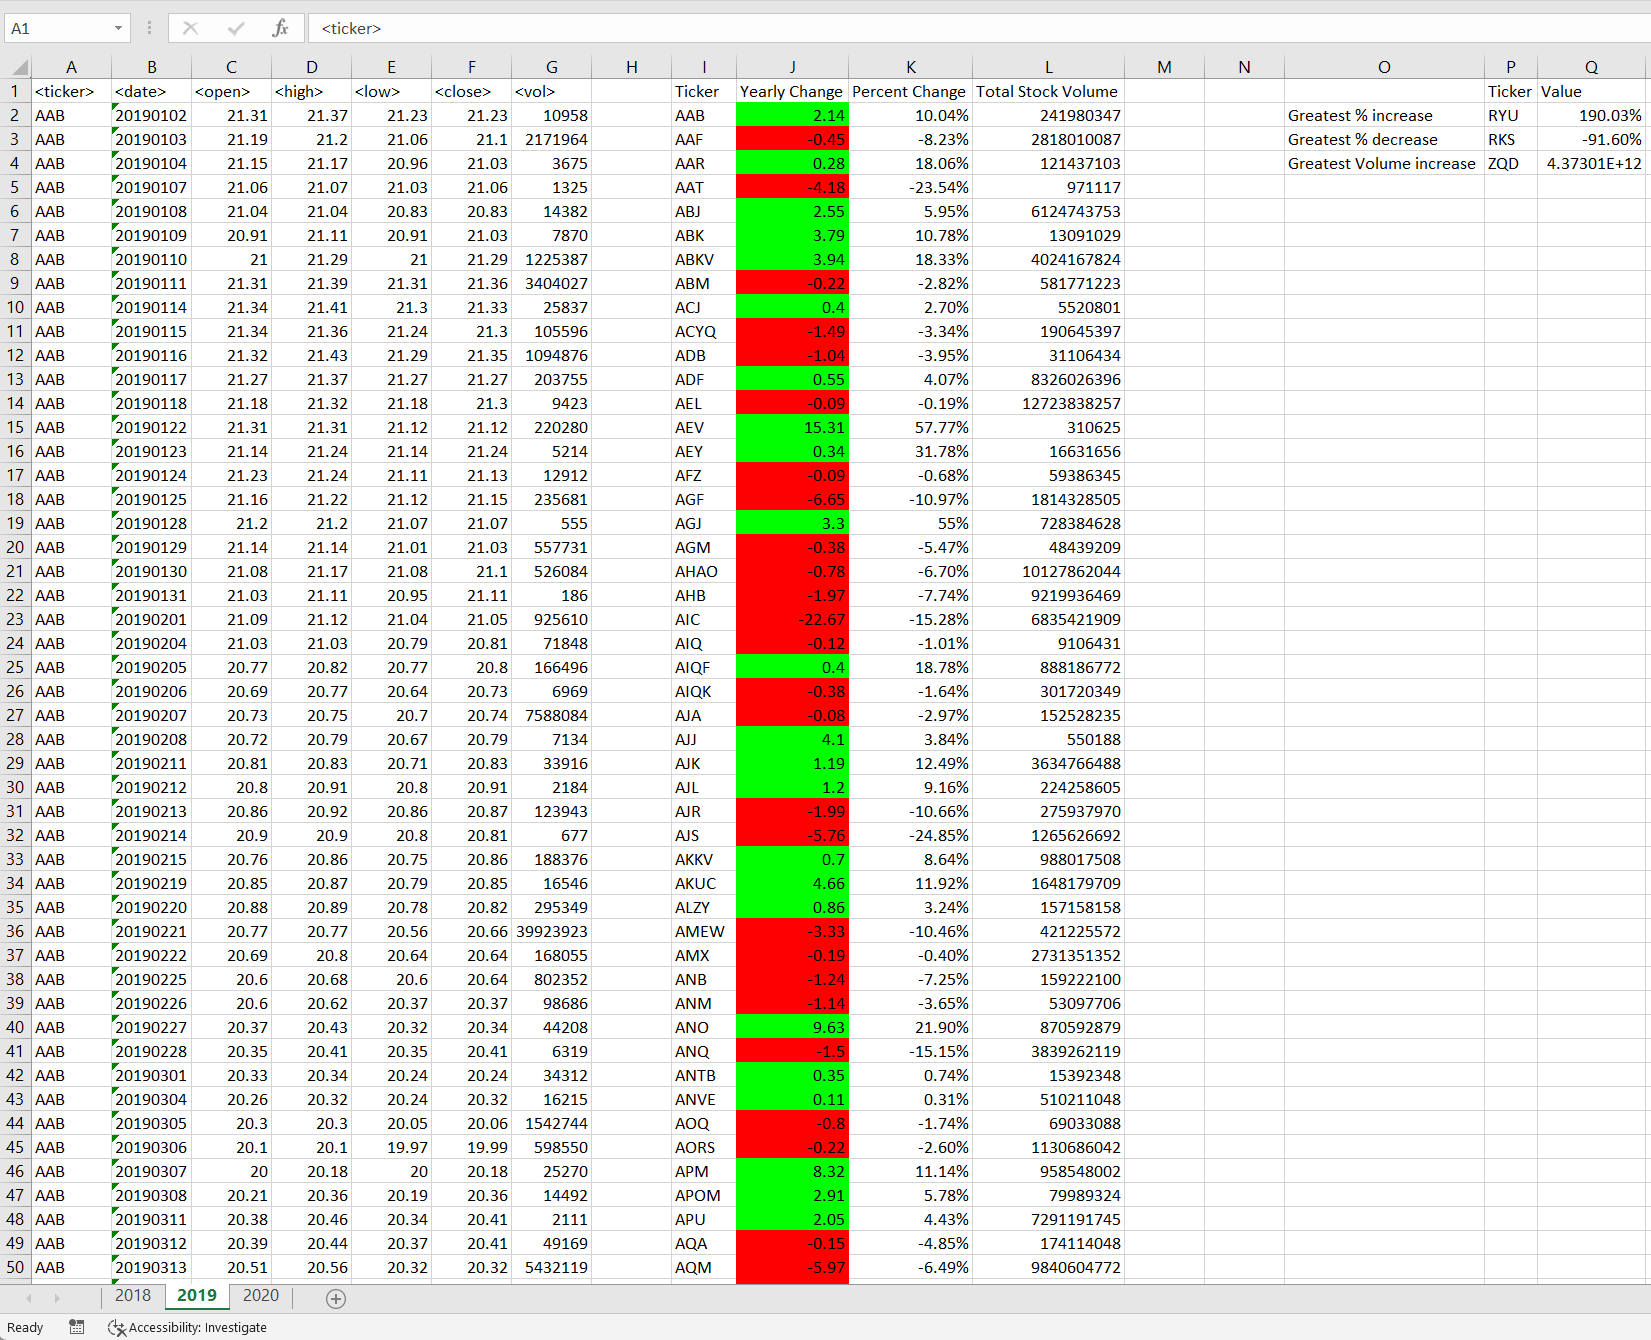 A1 <ticker>
A B C D E F G H I J K L M N O P Q
1 <ticker> <date> <open> <high> <low> <close> <vol> Ticker Yearly Change Percent Change Total Stock Volume Ticker Value
2 AAB 20190102 21.31 21.37 21.23 21.23 10958 AAB 2.14 10.04% 241980347 Greatest % increase RYU 190.03%
3 AAB 20190103 21.19 21.2 21.06 21.1 2171964 AAF -0.45 -8.23% 2818010087 Greatest % decrease RKS -91.60%
4 AAB 20190104 21.15 21.17 20.96 21.03 3675 AAR 0.28 18.06% 121437103 Greatest Volume increase ZQD 4.37301E+12
5 AAB 20190107 21.06 21.07 21.03 21.06 1325 AAT -4.18 -23.54% 971117
6 AAB 20190108 21.04 21.04 20.83 20.83 14382 ABJ 2.55 5.95% 6124743753
7 AAB 20190109 20.91 21.11 20.91 21.03 7870 ABK 3.79 10.78% 13091029
8 AAB 20190110 21 21.29 21 21.29 1225387 ABKV 3.94 18.33% 4024167824
9 AAB 20190111 21.31 21.39 21.31 21.36 3404027 ABM -0.22 -2.82% 581771223
10 AAB 20190114 21.34 21.41 21.3 21.33 25837 ACJ 0.4 2.70% 5520801
11 AAB 20190115 21.34 21.36 21.24 21.3 105596 ACYQ -1.49 -3.34% 190645397
12 AAB 20190116 21.32 21.43 21.29 21.35 1094876 ADB -1.04 -3.95% 31106434
13 AAB 20190117 21.27 21.37 21.27 21.27 203755 ADF 0.55 4.07% 8326026396
14 AAB 20190118 21.18 21.32 21.18 21.3 9423 AEL -0.09 -0.19% 12723838257
15 AAB 20190122 21.31 21.31 21.12 21.12 220280 AEV 15.31 57.77% 310625
16 AAB 20190123 21.14 21.24 21.14 21.24 5214 AEY 0.34 31.78% 16631656
17 AAB 20190124 21.23 21.24 21.11 21.13 12912 AFZ -0.09 -0.68% 59386345
18 AAB 20190125 21.16 21.22 21.12 21.15 235681 AGF -6.65 -10.97% 1814328505
19 AAB 20190128 21.2 21.2 21.07 21.07 555 AGJ 3.3 55% 728384628
20 AAB 20190129 21.14 21.14 21.01 21.03 557731 AGM -0.38 -5.47% 48439209
21 AAB 20190130 21.08 21.17 21.08 21.1 526084 AHAO -0.78 -6.70% 10127862044
22 AAB 20190131 21.03 21.11 20.95 21.11 186 AHB -1.97 -7.74% 9219936469
23 AAB 20190201 21.09 21.12 21.04 21.05 925610 AIC -22.67 -15.28% 6835421909
24 AAB 20190204 21.03 21.03 20.79 20.81 71848 AIQ -0.12 -1.01% 9106431
25 AAB 20190205 20.77 20.82 20.77 20.8 166496 AIQF 0.4 18.78% 888186772
26 AAB 20190206 20.69 20.77 20.64 20.73 6969 AIQK -0.38 -1.64% 301720349
27 AAB 20190207 20.73 20.75 20.7 20.74 7588084 AJA -0.08 -2.97% 152528235
28 AAB 20190208 20.72 20.79 20.67 20.79 7134 AJJ 4.1 3.84% 550188
29 AAB 20190211 20.81 20.83 20.71 20.83 33916 AJK 1.19 12.49% 3634766488
30 AAB 20190212 20.8 20.91 20.8 20.91 2184 AJL 1.2 9.16% 224258605
31 AAB 20190213 20.86 20.92 20.86 20.87 123943 AJR -1.99 -10.66% 275937970
32 AAB 20190214 20.9 20.9 20.8 20.81 677 AJS -5.76 -24.85% 1265626692
33 AAB 20190215 20.76 20.86 20.75 20.86 188376 AKKV 0.7 8.64% 988017508
34 AAB 20190219 20.85 20.87 20.79 20.85 16546 AKUC 4.66 11.92% 1648179709
35 AAB 20190220 20.88 20.89 20.78 20.82 295349 ALZY 0.86 3.24% 157158158
36 AAB 20190221 20.77 20.77 20.56 20.66 39923923 AMEW -3.33 -10.46% 421225572
37 AAB 20190222 20.69 20.8 20.64 20.64 168055 AMX -0.19 -0.40% 2731351352
38 AAB 20190225 20.6 20.68 20.6 20.64 802352 ANB -1.24 -7.25% 159222100
39 AAB 20190226 20.6 20.62 20.37 20.37 98686 ANM -1.14 -3.65% 53097706
40 AAB 20190227 20.37 20.43 20.32 20.34 44208 ANO 9.63 21.90% 870592879
41 AAB 20190228 20.35 20.41 20.35 20.41 6319 ANQ -1.5 -15.15% 3839262119
42 AAB 20190301 20.33 20.34 20.24 20.24 34312 ANTB 0.35 0.74% 15392348
43 AAB 20190304 20.26 20.32 20.24 20.32 16215 ANVE 0.11 0.31% 510211048
44 AAB 20190305 20.3 20.3 20.05 20.06 1542744 AOQ -0.8 -1.74% 69033088
45 AAB 20190306 20.1 20.1 19.97 19.99 598550 AORS -0.22 -2.60% 1130686042
46 AAB 20190307 20 20.18 20 20.18 25270 APM 8.32 11.14% 958548002
47 AAB 20190308 20.21 20.36 20.19 20.36 14492 APOM 2.91 5.78% 79989324
48 AAB 20190311 20.38 20.46 20.34 20.41 2111 APU 2.05 4.43% 7291191745
49 AAB 20190312 20.39 20.44 20.37 20.41 49169 AQA -0.15 -4.85% 174114048
50 AAB 20190313 20.51 20.56 20.32 20.32 5432119 AQM -5.97 -6.49% 9840604772
2018 2019 2020
Ready Accessibility: Investigate